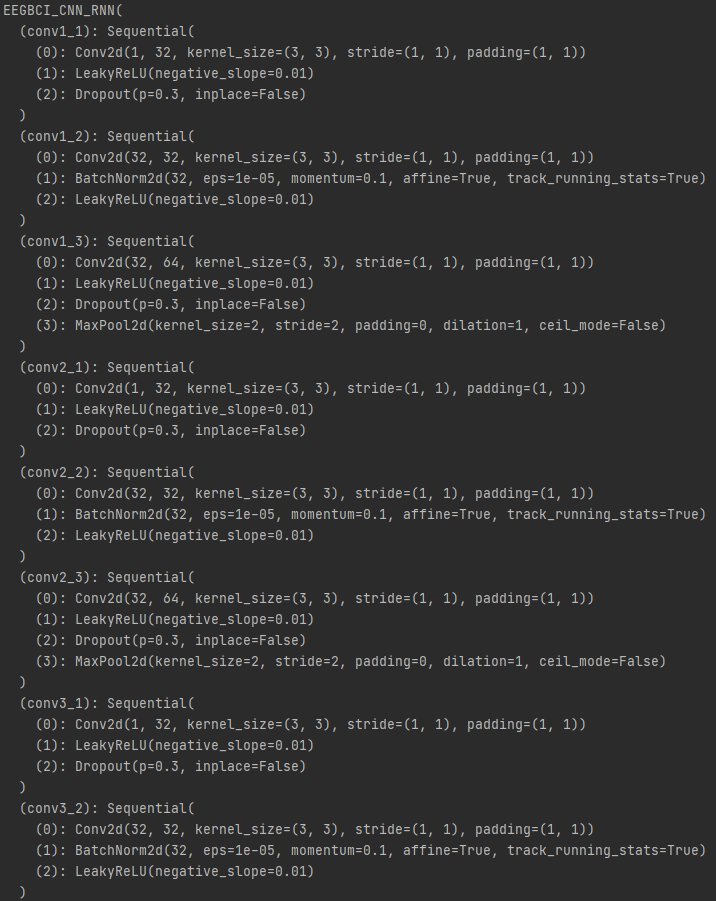 EEGBCI_CNN_RNN(
  (conv1_1): Sequential(
    (0): Conv2d(1, 32, kernel_size=(3, 3), stride=(1, 1), padding=(1, 1))
    (1): LeakyReLU(negative_slope=0.01)
    (2): Dropout(p=0.3, inplace=False)
  )
  (conv1_2): Sequential(
    (0): Conv2d(32, 32, kernel_size=(3, 3), stride=(1, 1), padding=(1, 1))
    (1): BatchNorm2d(32, eps=1e-05, momentum=0.1, affine=True, track_running_stats=True)
    (2): LeakyReLU(negative_slope=0.01)
  )
  (conv1_3): Sequential(
    (0): Conv2d(32, 64, kernel_size=(3, 3), stride=(1, 1), padding=(1, 1))
    (1): LeakyReLU(negative_slope=0.01)
    (2): Dropout(p=0.3, inplace=False)
    (3): MaxPool2d(kernel_size=2, stride=2, padding=0, dilation=1, ceil_mode=False)
  )
  (conv2_1): Sequential(
    (0): Conv2d(1, 32, kernel_size=(3, 3), stride=(1, 1), padding=(1, 1))
    (1): LeakyReLU(negative_slope=0.01)
    (2): Dropout(p=0.3, inplace=False)
  )
  (conv2_2): Sequential(
    (0): Conv2d(32, 32, kernel_size=(3, 3), stride=(1, 1), padding=(1, 1))
    (1): BatchNorm2d(32, eps=1e-05, momentum=0.1, affine=True, track_running_stats=True)
    (2): LeakyReLU(negative_slope=0.01)
  )
  (conv2_3): Sequential(
    (0): Conv2d(32, 64, kernel_size=(3, 3), stride=(1, 1), padding=(1, 1))
    (1): LeakyReLU(negative_slope=0.01)
    (2): Dropout(p=0.3, inplace=False)
    (3): MaxPool2d(kernel_size=2, stride=2, padding=0, dilation=1, ceil_mode=False)
  )
  (conv3_1): Sequential(
    (0): Conv2d(1, 32, kernel_size=(3, 3), stride=(1, 1), padding=(1, 1))
    (1): LeakyReLU(negative_slope=0.01)
    (2): Dropout(p=0.3, inplace=False)
  )
  (conv3_2): Sequential(
    (0): Conv2d(32, 32, kernel_size=(3, 3), stride=(1, 1), padding=(1, 1))
    (1): BatchNorm2d(32, eps=1e-05, momentum=0.1, affine=True, track_running_stats=True)
    (2): LeakyReLU(negative_slope=0.01)
  )